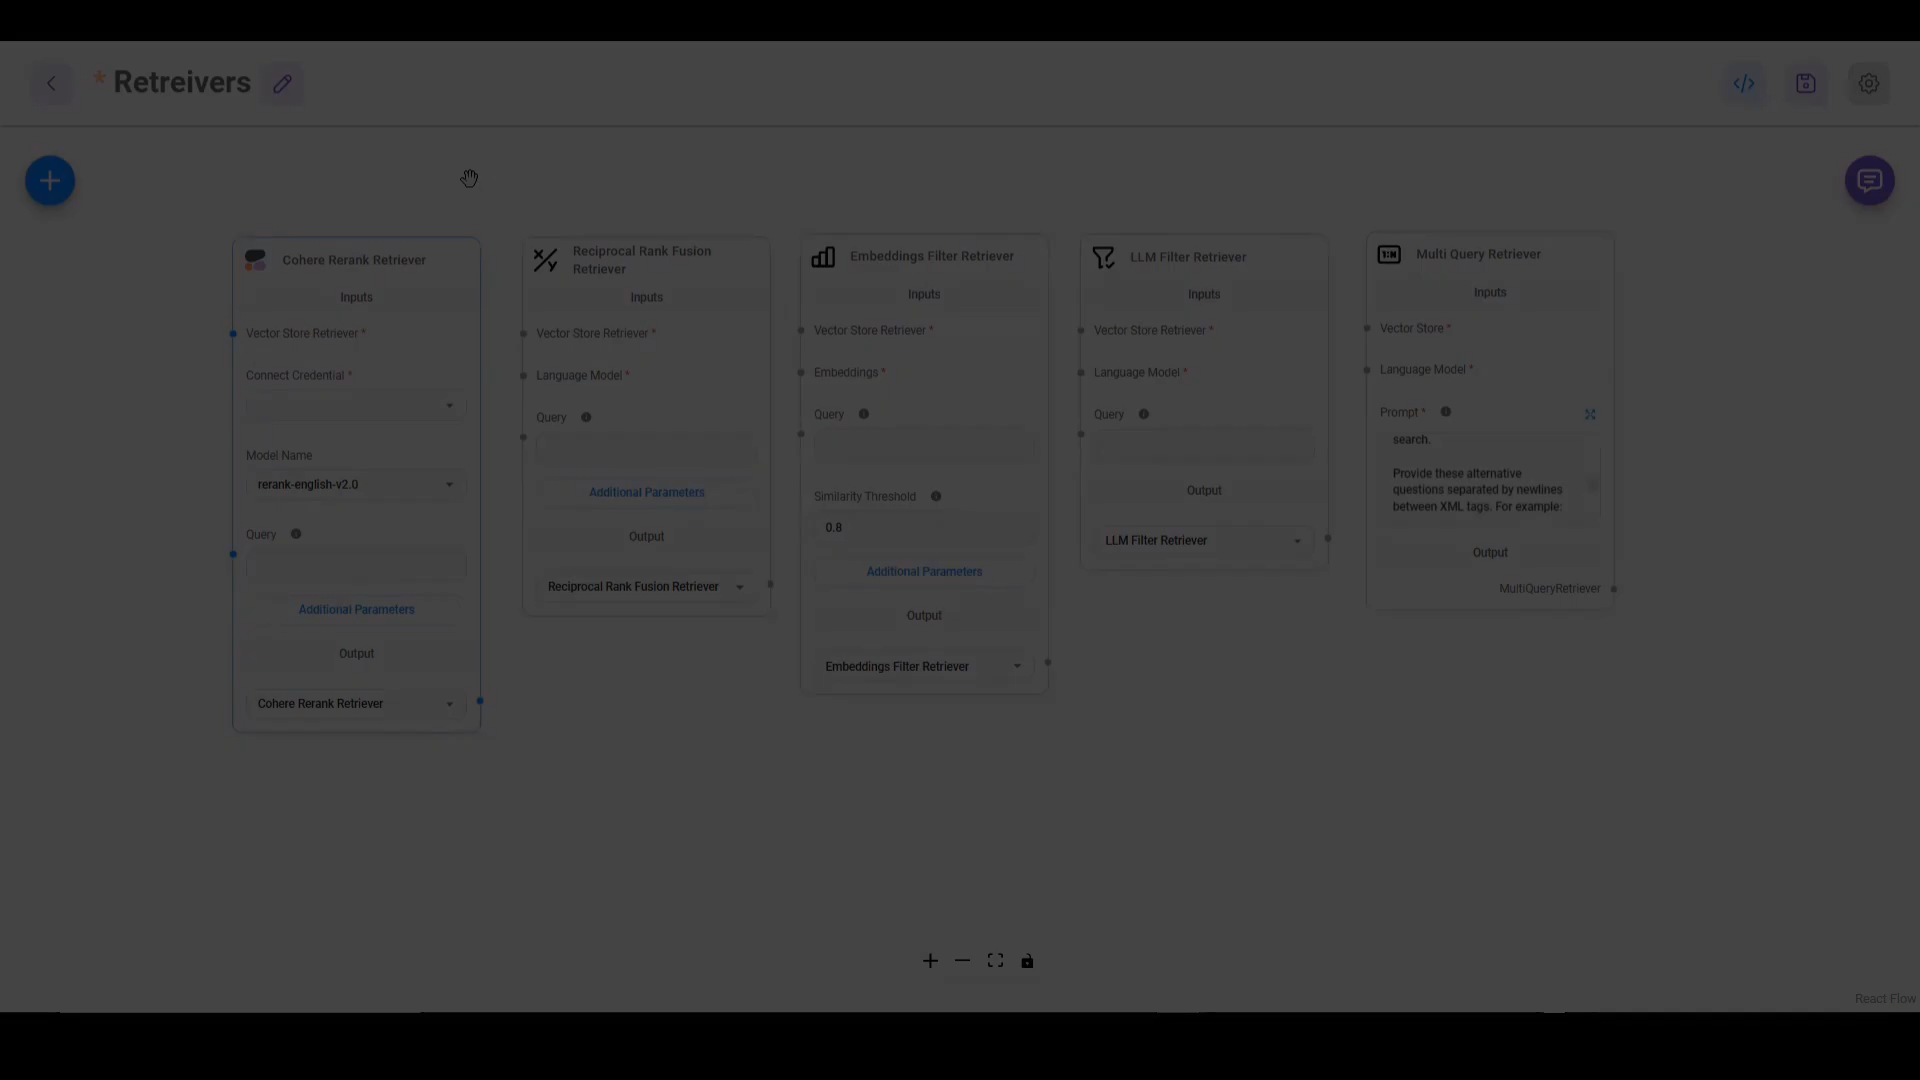 * Retreivers
</>
Cohere Rerank Retriever
Inputs
Vector Store Retriever *
Connect Credential *
Model Name
rerank-english-v2.0
Query
Additional Parameters
Output
Cohere Rerank Retriever
X/Y
Reciprocal Rank Fusion
Retriever
Inputs
Vector Store Retriever *
Language Model *
Query
Additional Parameters
Output
Reciprocal Rank Fusion Retriever
Embeddings Filter Retriever
Inputs
Vector Store Retriever *
Embeddings *
Query
Similarity Threshold
0.8
Additional Parameters
Output
Embeddings Filter Retriever
LLM Filter Retriever
Inputs
Vector Store Retriever *
Language Model *
Query
Output
LLM Filter Retriever
1:N
Multi Query Retriever
Inputs
Vector Store *
Language Model *
Prompt *
search.
Provide these alternative
questions separated by newlines
between XML tags. For example:
Output
MultiQueryRetriever
React Flow